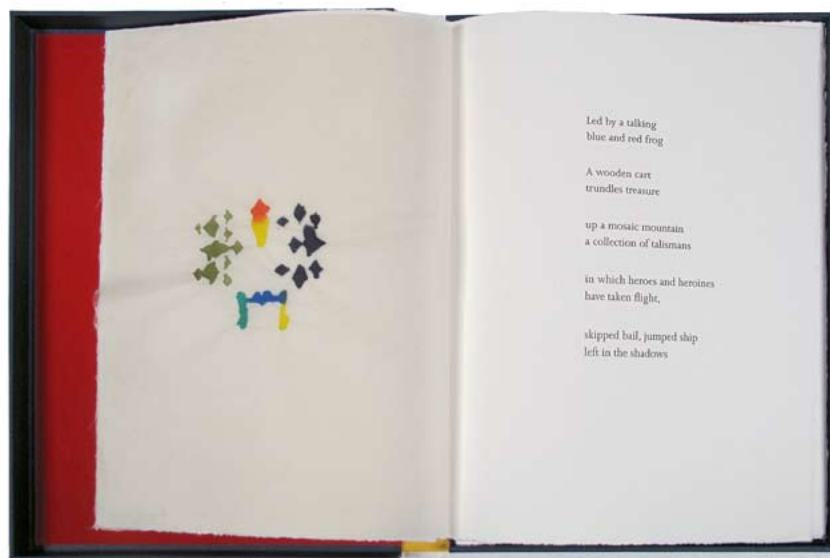 Led by a talking
blue and red frog
A wooden cart
trundles treasure
up a mosaic mountain
a collection of talismans
in which heroes and heroines
have taken flight,
skipped bail, jumped ship
left in the shadows